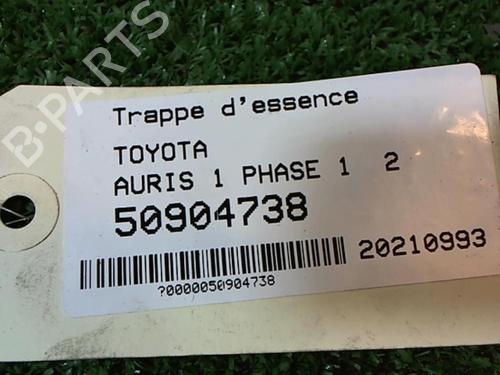 B-PARTS
Trappe d'essence
TOYOTA
AURIS 1 PHASE 1 2
50904738
20210993
?0000050904738